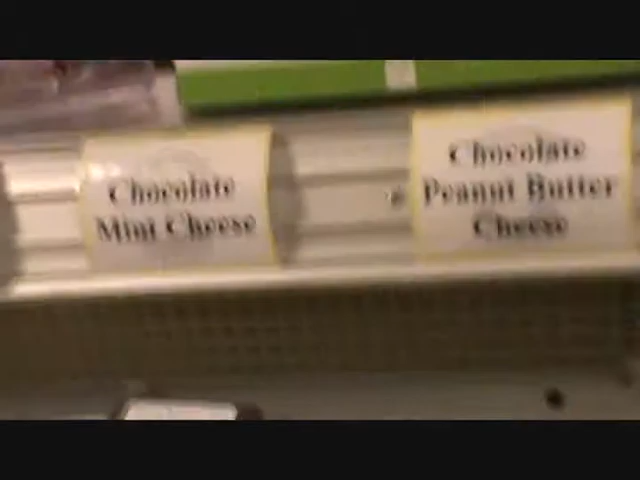 Chocolate
Mint Cheese
Chocolate
Peanut Butter
Cheese